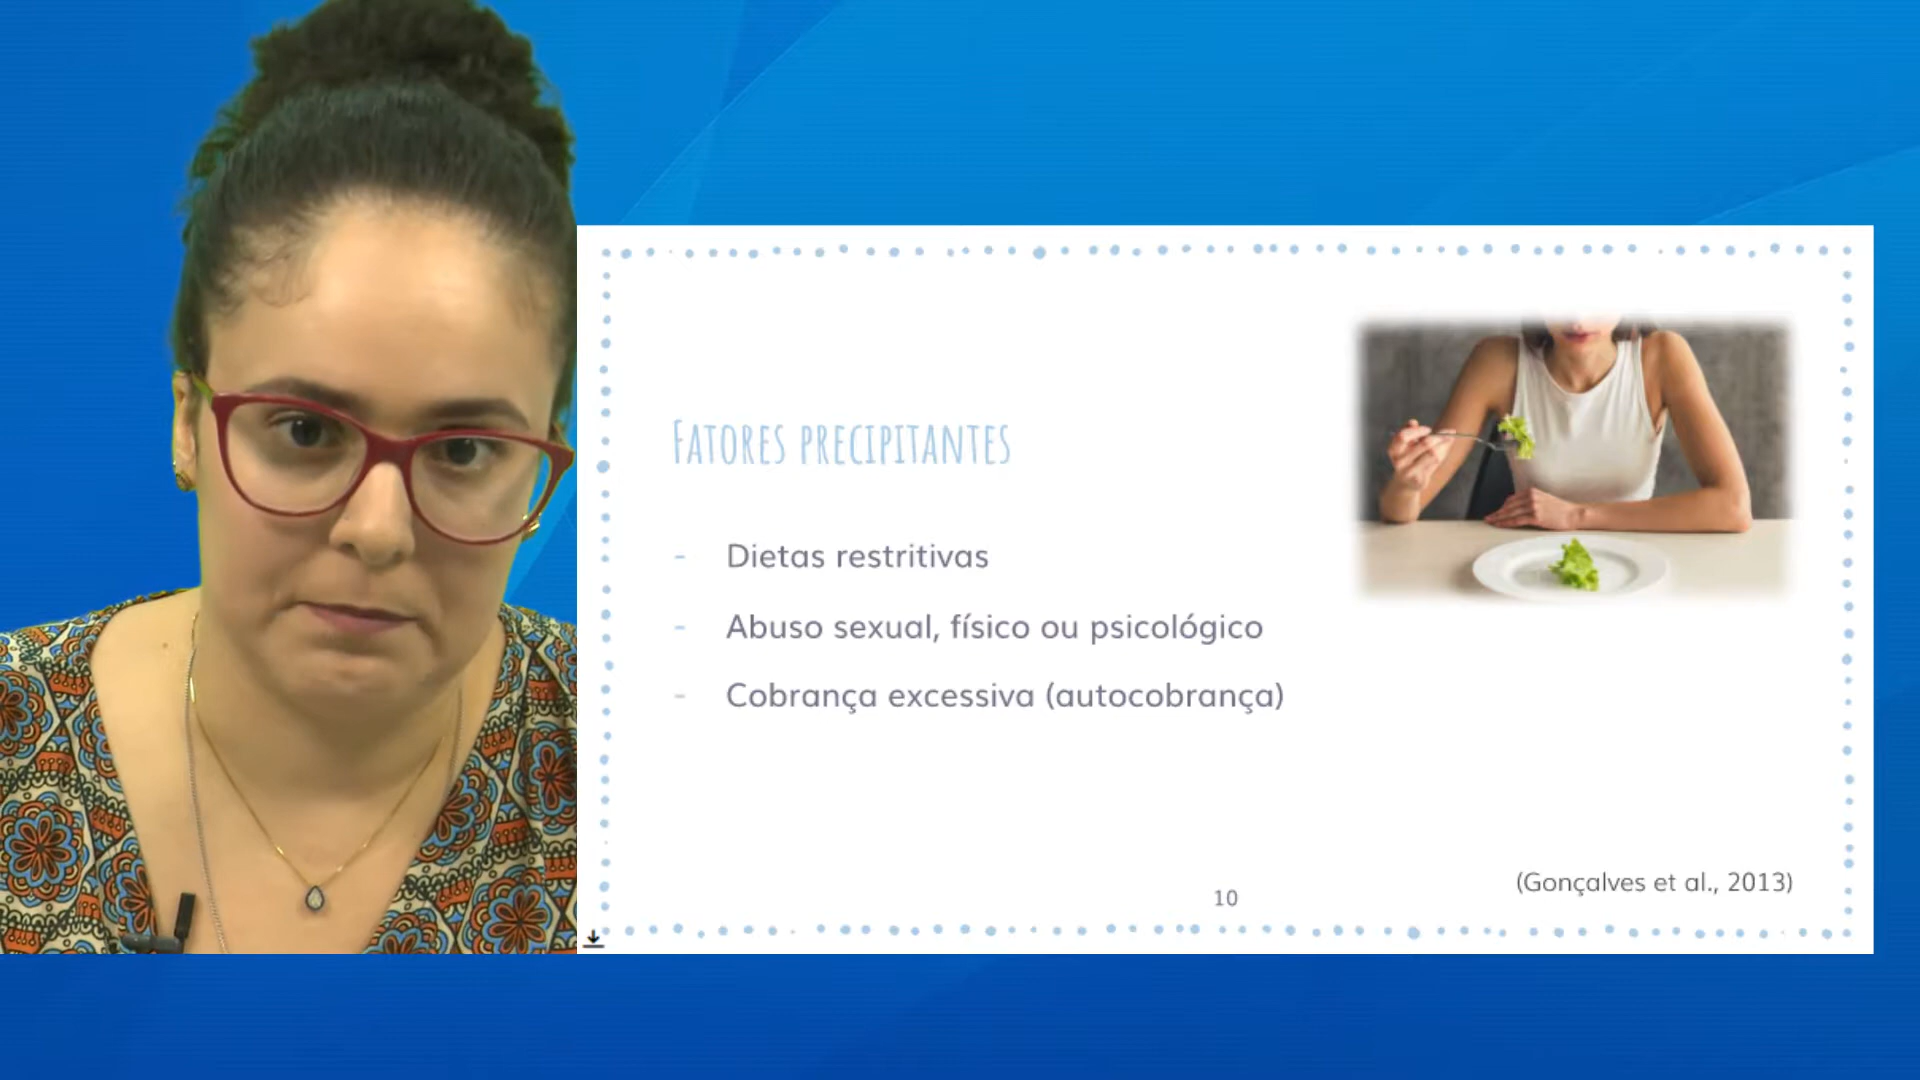 Fatores precipitantes
- Dietas restritivas
- Abuso sexual, físico ou psicológico
- Cobrança excessiva (autocobrança)
(Gonçalves et al., 2013)
10